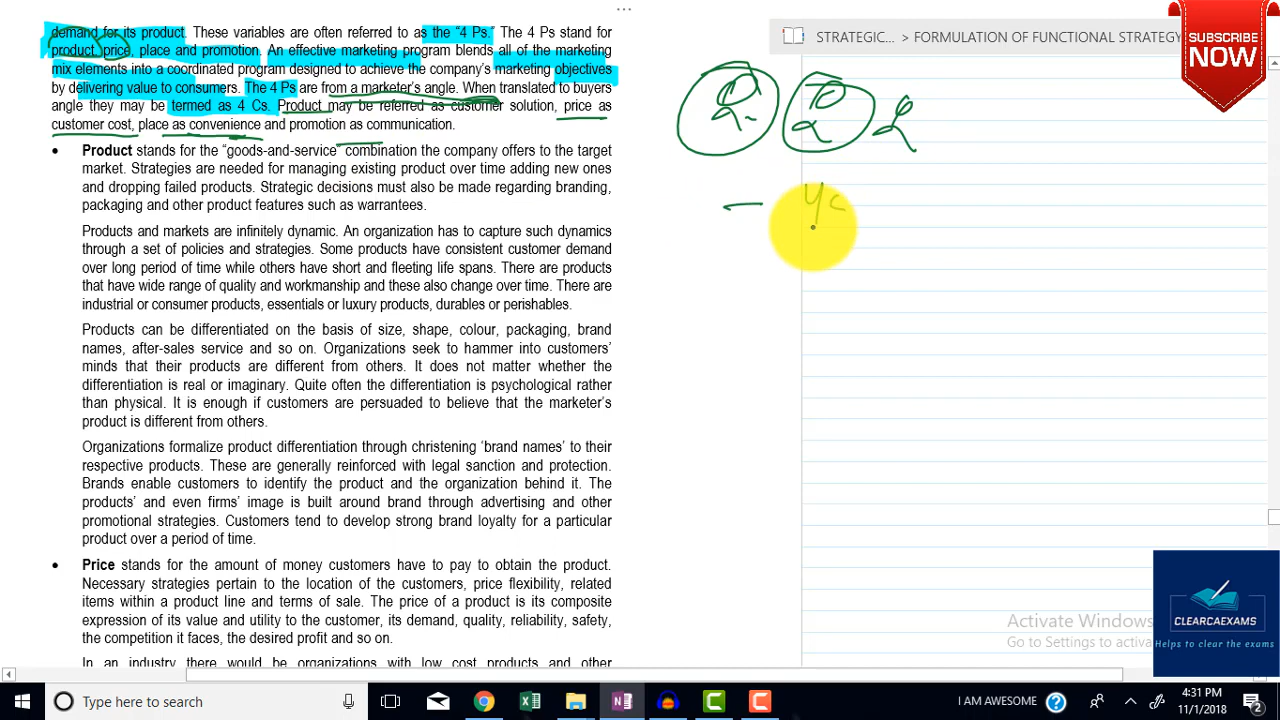 demand for its product. These variables are often referred to as the “4 Ps.” The 4 Ps stand for
product, price, place and promotion. An effective marketing program blends all of the marketing
mix elements into a coordinated program designed to achieve the company’s marketing objectives
by delivering value to consumers. The 4 Ps are from a marketer’s angle. When translated to buyers
angle they may be termed as 4 Cs. Product may be referred as customer solution, price as
customer cost, place as convenience and promotion as communication.
• Product stands for the “goods-and-service” combination the company offers to the target
market. Strategies are needed for managing existing product over time adding new ones
and dropping failed products. Strategic decisions must also be made regarding branding,
packaging and other product features such as warrantees.
Products and markets are infinitely dynamic. An organization has to capture such dynamics
through a set of policies and strategies. Some products have consistent customer demand
over long period of time while others have short and fleeting life spans. There are products
that have wide range of quality and workmanship and these also change over time. There are
industrial or consumer products, essentials or luxury products, durables or perishables.
Products can be differentiated on the basis of size, shape, colour, packaging, brand
names, after-sales service and so on. Organizations seek to hammer into customers’
minds that their products are different from others. It does not matter whether the
differentiation is real or imaginary. Quite often the differentiation is psychological rather
than physical. It is enough if customers are persuaded to believe that the marketer’s
product is different from others.
Organizations formalize product differentiation through christening ‘brand names’ to their
respective products. These are generally reinforced with legal sanction and protection.
Brands enable customers to identify the product and the organization behind it. The
products’ and even firms’ image is built around brand through advertising and other
promotional strategies. Customers tend to develop strong brand loyalty for a particular
product over a period of time.
• Price stands for the amount of money customers have to pay to obtain the product.
Necessary strategies pertain to the location of the customers, price flexibility, related
items within a product line and terms of sale. The price of a product is its composite
expression of its value and utility to the customer, its demand, quality, reliability, safety,
the competition it faces, the desired profit and so on.
In an industry there would be organizations with low cost products and other
STRATEGIC... > FORMULATION OF FUNCTIONAL STRATEGY
SUBSCRIBE
NOW
Activate Windows
Go to Settings to activa
CLEARCAEXAMS
Helps to clear the exams
Type here to search
I AM AWESOME
4:31 PM
11/1/2018
2